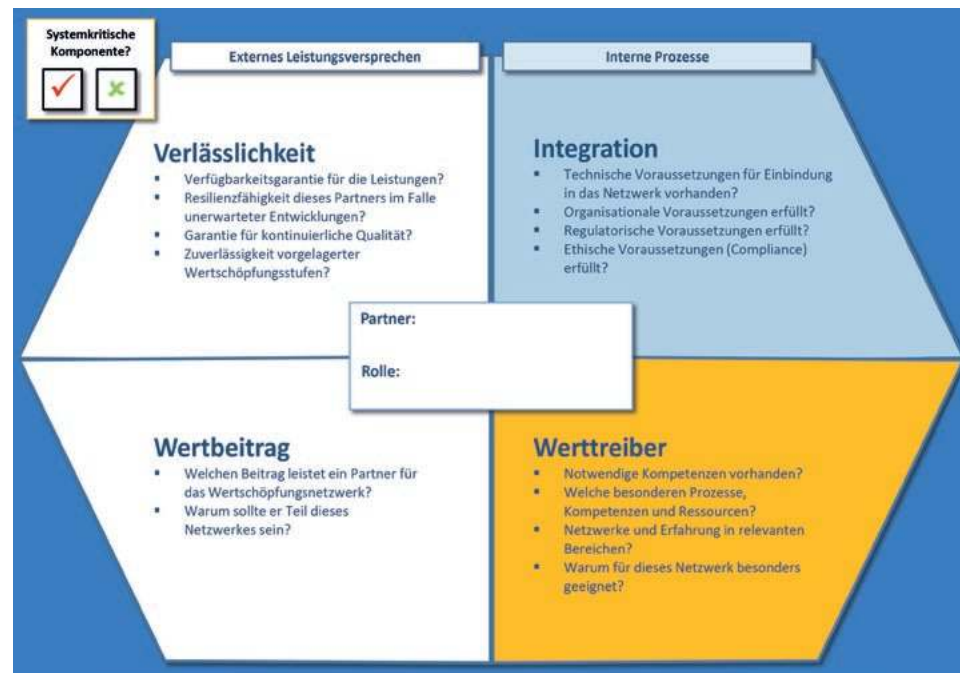 Systemkritische
Komponente?
Externes Leistungsversprechen
Interne Prozesse
Verlässlichkeit
▪ Verfügbarkeitsgarantie für die Leistungen?
▪ Resilienzfähigkeit dieses Partners im Falle
unerwarteter Entwicklungen?
▪ Garantie für kontinuierliche Qualität?
▪ Zuverlässigkeit vorgelagerter
Wertschöpfungsstufen?
Integration
▪ Technische Voraussetzungen für Einbindung
in das Netzwerk vorhanden?
▪ Organisationale Voraussetzungen erfüllt?
▪ Regulatorische Voraussetzungen erfüllt?
▪ Ethische Voraussetzungen (Compliance)
erfüllt?
Partner:
Rolle:
Wertbeitrag
▪ Welchen Beitrag leistet ein Partner für
das Wertschöpfungsnetzwerk?
▪ Warum sollte er Teil dieses
Netzwerkes sein?
Werttreiber
▪ Notwendige Kompetenzen vorhanden?
▪ Welche besonderen Prozesse,
Kompetenzen und Ressourcen?
▪ Netzwerke und Erfahrung in relevanten
Bereichen?
▪ Warum für dieses Netzwerk besonders
geeignet?